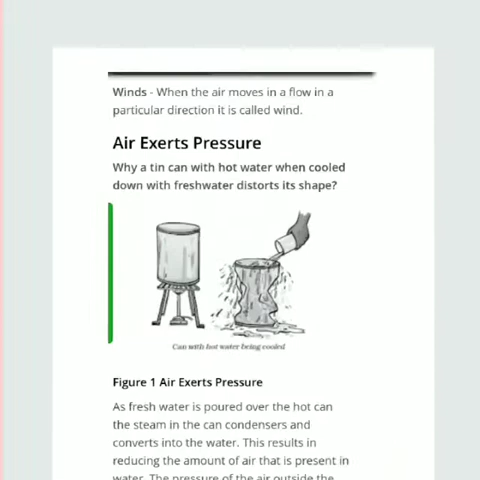 Winds - When the air moves in a flow in a
particular direction it is called wind.
Air Exerts Pressure
Why a tin can with hot water when cooled
down with freshwater distorts its shape?
Can with hot water being cooled
Figure 1 Air Exerts Pressure
As fresh water is poured over the hot can
the steam in the can condensers and
converts into the water. This results in
reducing the amount of air that is present in
water. The pressure of the air outside the